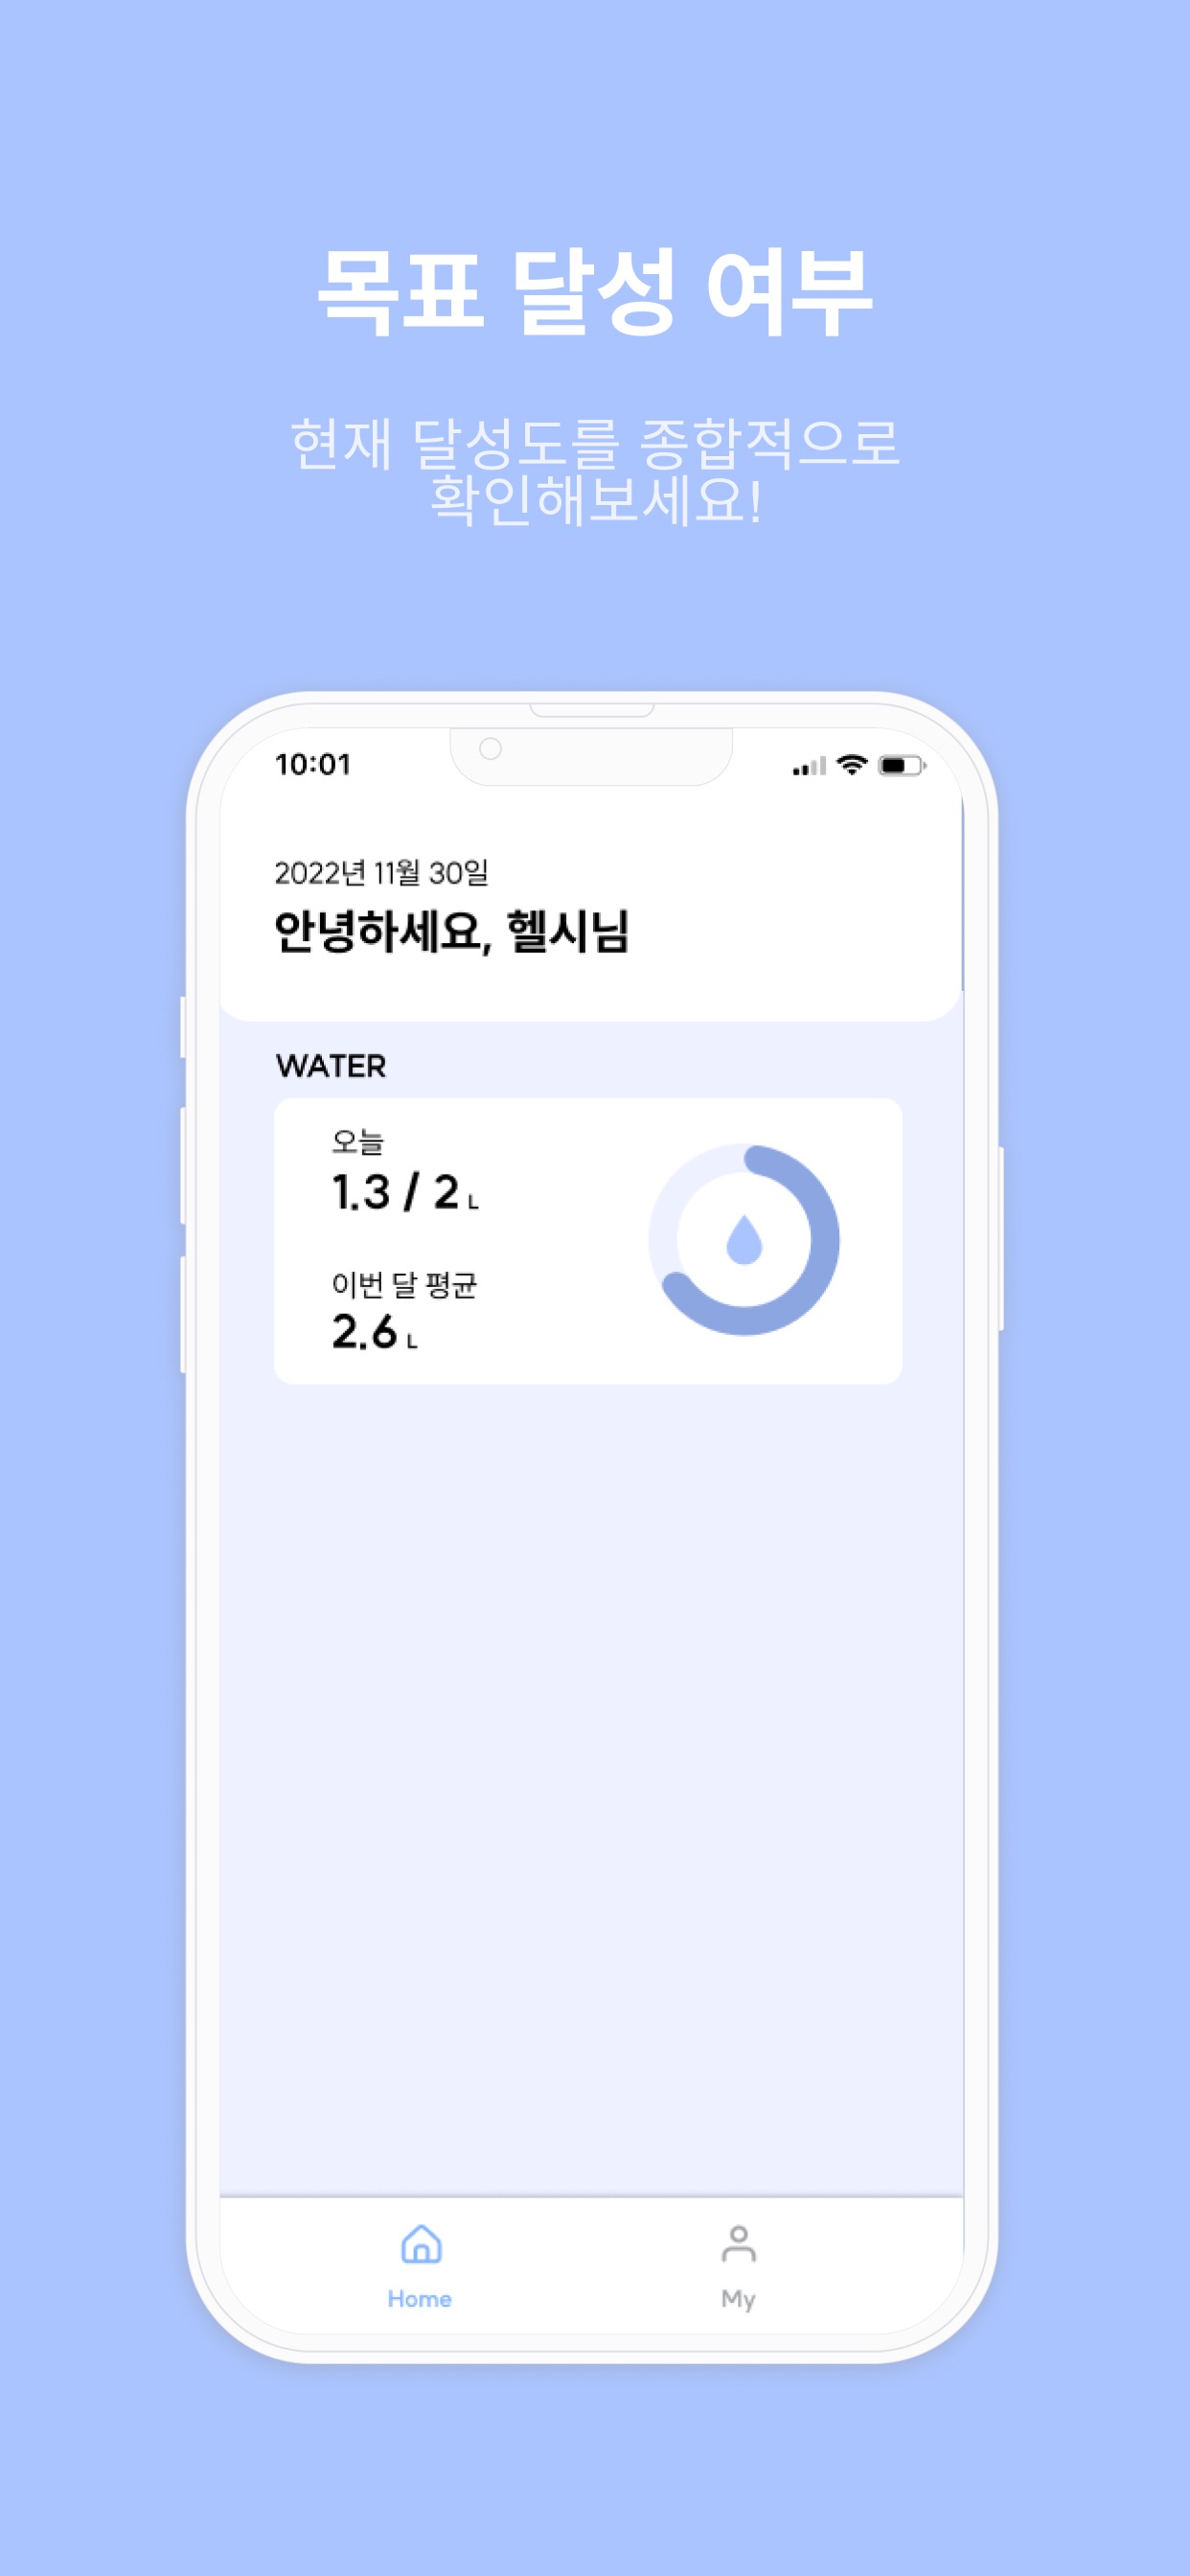 목표 달성 여부
현재 달성도를 종합적으로
확인해보세요!
10:01
2022년 11월 30일
안녕하세요, 헬시님
WATER
오늘
1.3 / 2 L
이번 달 평균
2.6 L
Home
My